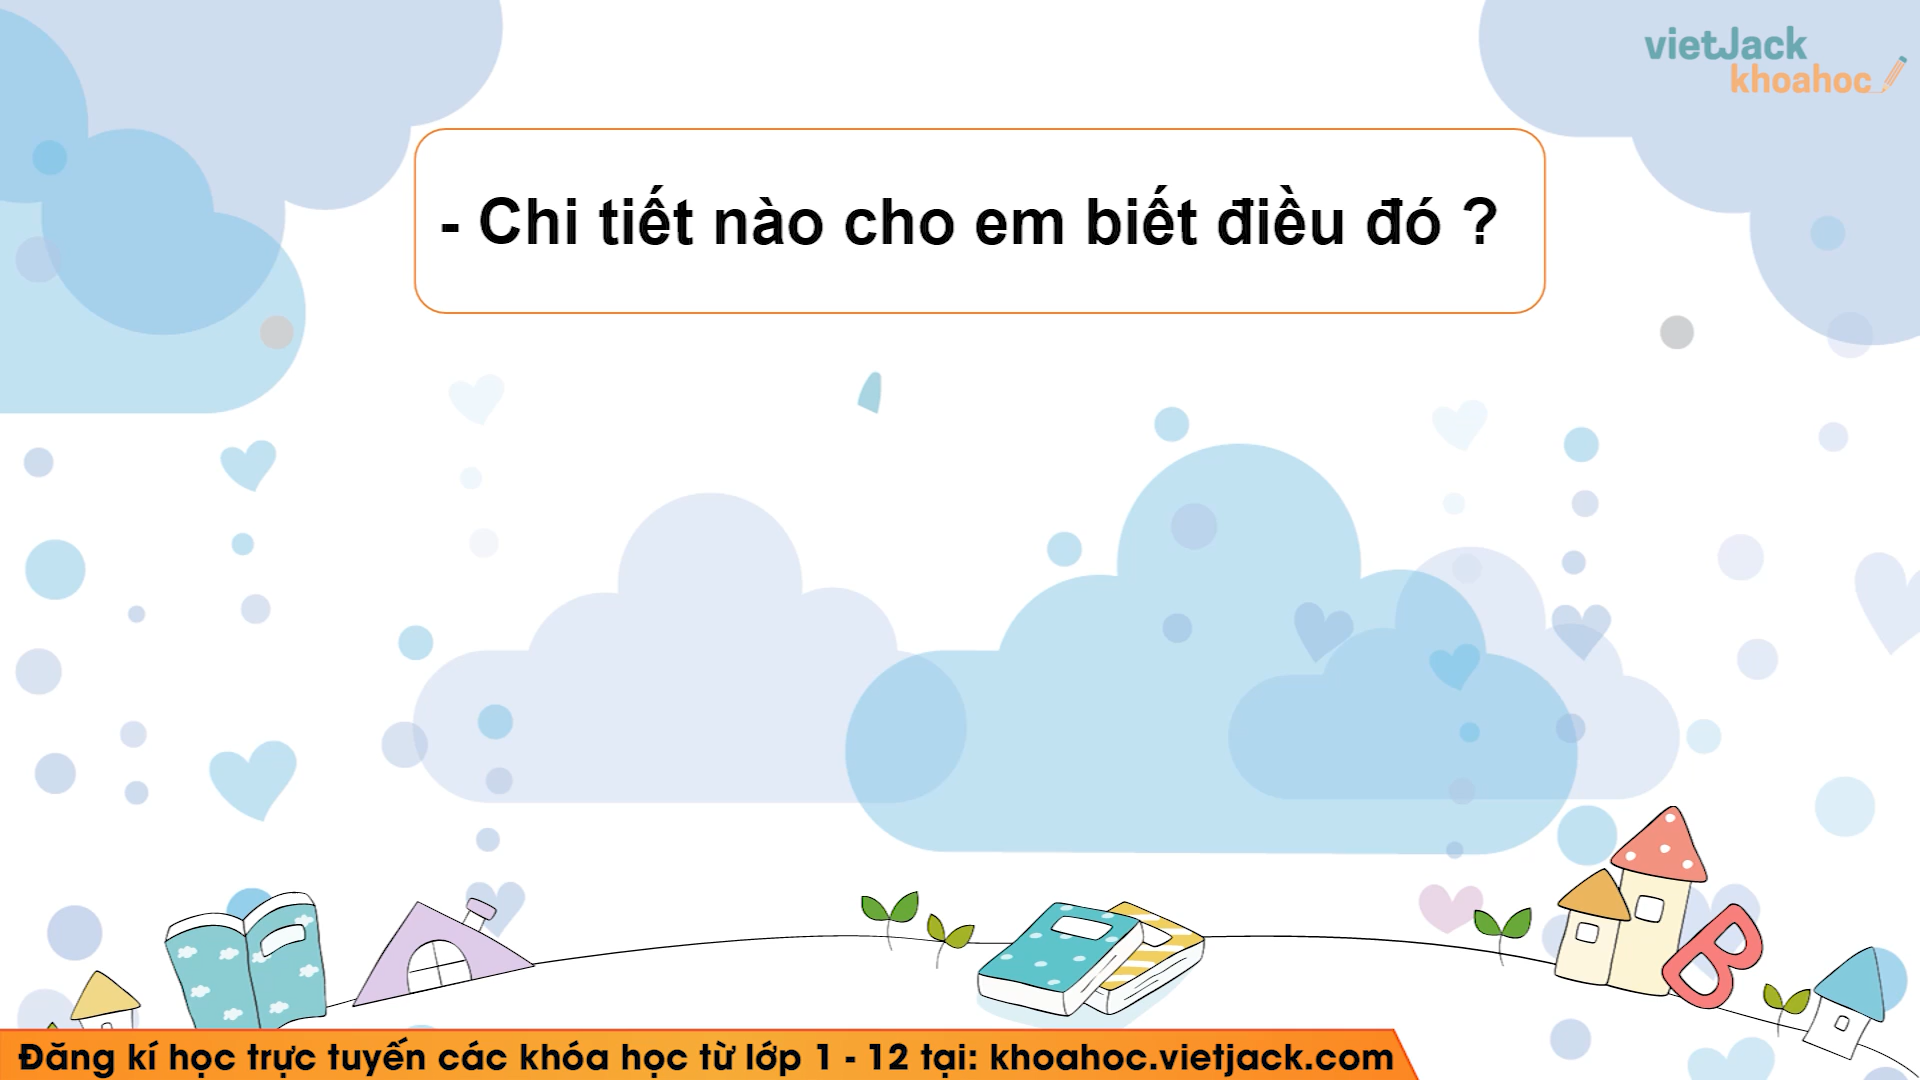 vietJack
khoahoc
- Chi tiết nào cho em biết điều đó ?
B
Đăng kí học trực tuyến các khóa học từ lớp 1 - 12 tại: khoahoc.vietjack.com